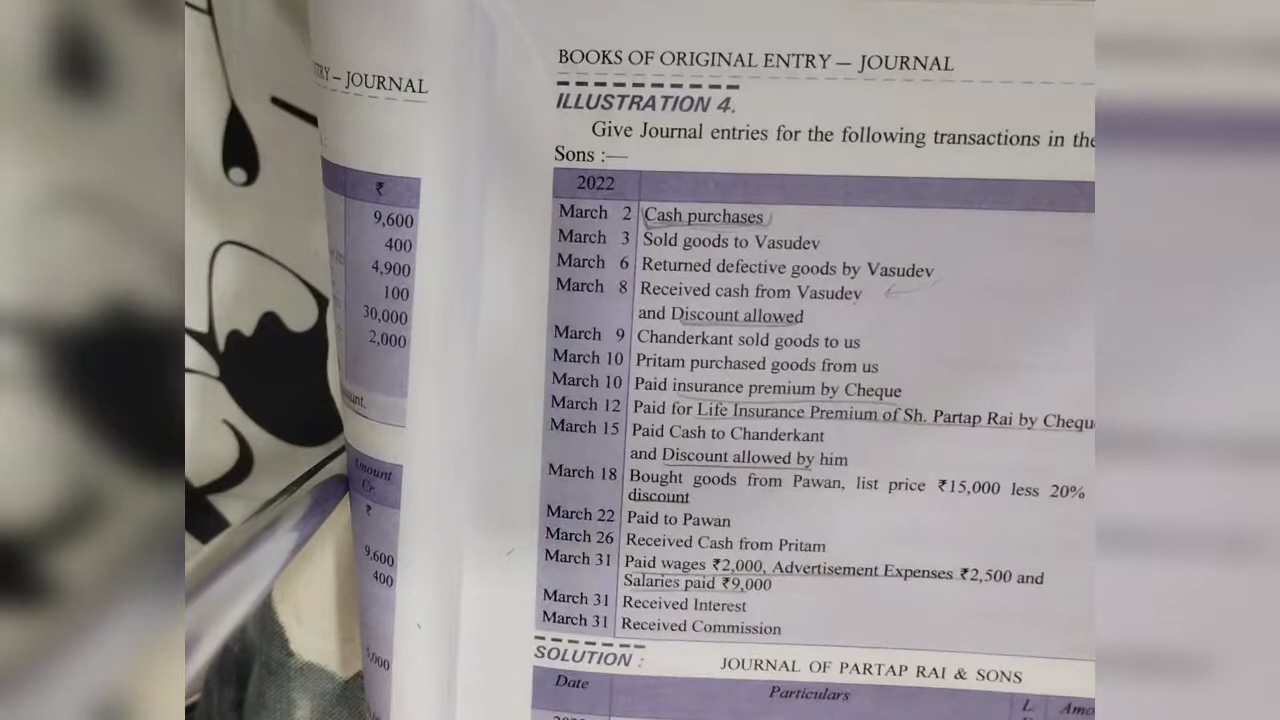 TRY – JOURNAL
₹
9,600
400
4,900
100
30,000
2,000
Amount
Cr.
₹
9,600
400
5,000
BOOKS OF ORIGINAL ENTRY — JOURNAL
ILLUSTRATION 4.
Give Journal entries for the following transactions in the
Sons :—
2022
March 2 Cash purchases
March 3 Sold goods to Vasudev
March 6 Returned defective goods by Vasudev
March 8 Received cash from Vasudev
and Discount allowed
March 9 Chanderkant sold goods to us
March 10 Pritam purchased goods from us
March 10 Paid insurance premium by Cheque
March 12 Paid for Life Insurance Premium of Sh. Partap Rai by Chequ
March 15 Paid Cash to Chanderkant
and Discount allowed by him
March 18 Bought goods from Pawan, list price ₹15,000 less 20%
discount
March 22 Paid to Pawan
March 26 Received Cash from Pritam
March 31 Paid wages ₹2,000, Advertisement Expenses ₹2,500 and
Salaries paid ₹9,000
March 31 Received Interest
March 31 Received Commission
SOLUTION : JOURNAL OF PARTAP RAI & SONS
Date Particulars L. Amo